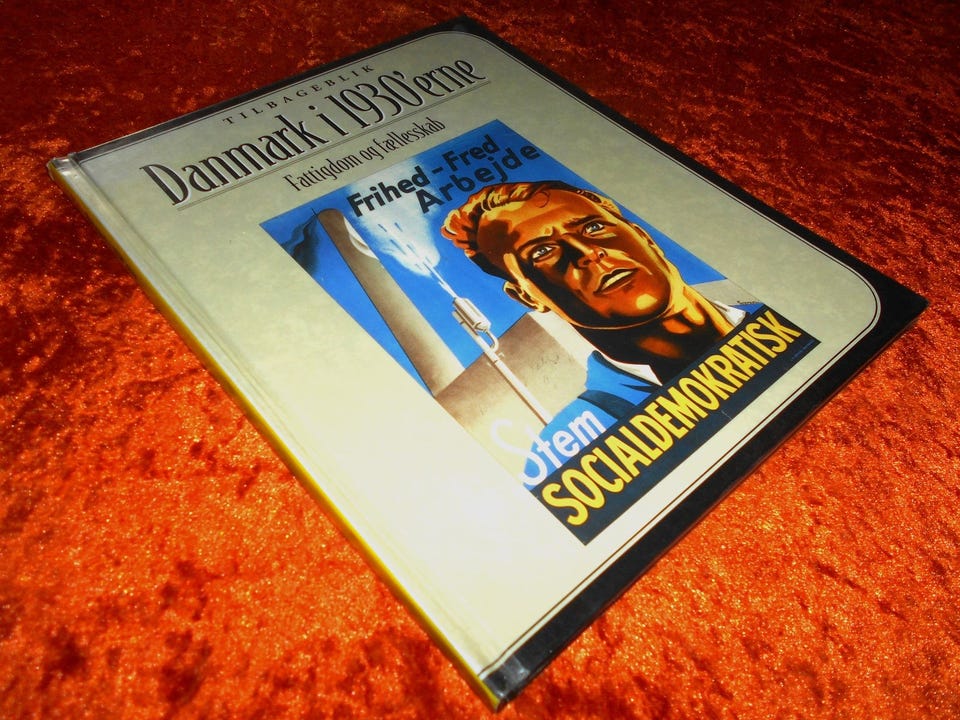 TILBAGEBLIK
Danmark i 1930'erne
Fattigdom og fællesskab
Frihed - Fred
Arbejde
Stem
SOCIALDEMOKRATISK